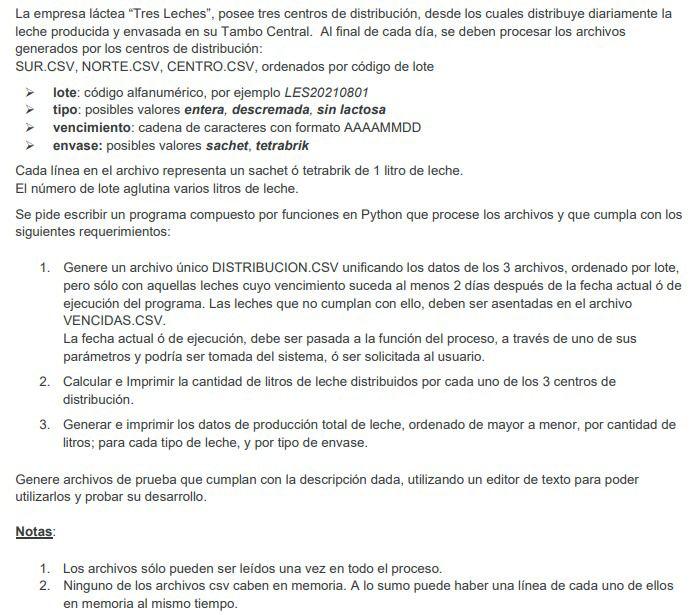 La empresa láctea “Tres Leches”, posee tres centros de distribución, desde los cuales distribuye diariamente la
leche producida y envasada en su Tambo Central.  Al final de cada día, se deben procesar los archivos
generados por los centros de distribución:
SUR.CSV, NORTE.CSV, CENTRO.CSV, ordenados por código de lote
➢ lote: código alfanumérico, por ejemplo LES20210801
➢ tipo: posibles valores entera, descremada, sin lactosa
➢ vencimiento: cadena de caracteres con formato AAAAMMDD
➢ envase: posibles valores sachet, tetrabrik
Cada línea en el archivo representa un sachet ó tetrabrik de 1 litro de leche.
El número de lote aglutina varios litros de leche.
Se pide escribir un programa compuesto por funciones en Python que procese los archivos y que cumpla con los
siguientes requerimientos:
1. Genere un archivo único DISTRIBUCION.CSV unificando los datos de los 3 archivos, ordenado por lote,
pero sólo con aquellas leches cuyo vencimiento suceda al menos 2 días después de la fecha actual ó de
ejecución del programa. Las leches que no cumplan con ello, deben ser asentadas en el archivo
VENCIDAS.CSV.
La fecha actual ó de ejecución, debe ser pasada a la función del proceso, a través de uno de sus
parámetros y podría ser tomada del sistema, ó ser solicitada al usuario.
2. Calcular e Imprimir la cantidad de litros de leche distribuidos por cada uno de los 3 centros de
distribución.
3. Generar e imprimir los datos de producción total de leche, ordenado de mayor a menor, por cantidad de
litros; para cada tipo de leche, y por tipo de envase.
Genere archivos de prueba que cumplan con la descripción dada, utilizando un editor de texto para poder
utilizarlos y probar su desarrollo.
Notas:
1. Los archivos sólo pueden ser leídos una vez en todo el proceso.
2. Ninguno de los archivos csv caben en memoria. A lo sumo puede haber una línea de cada uno de ellos
en memoria al mismo tiempo.